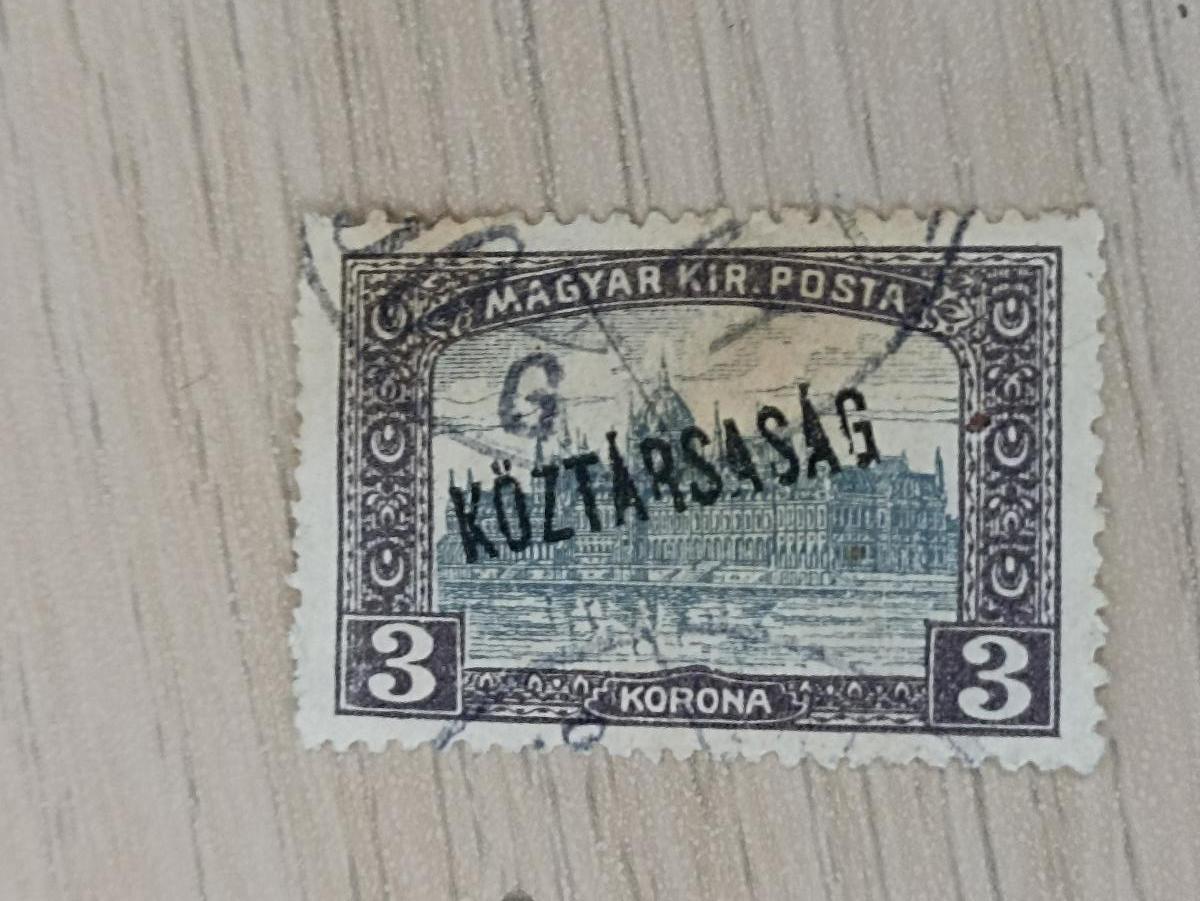 MAGYAR KIR. POSTA
G
KÖZTÁRSASÁG
3 KORONA 3